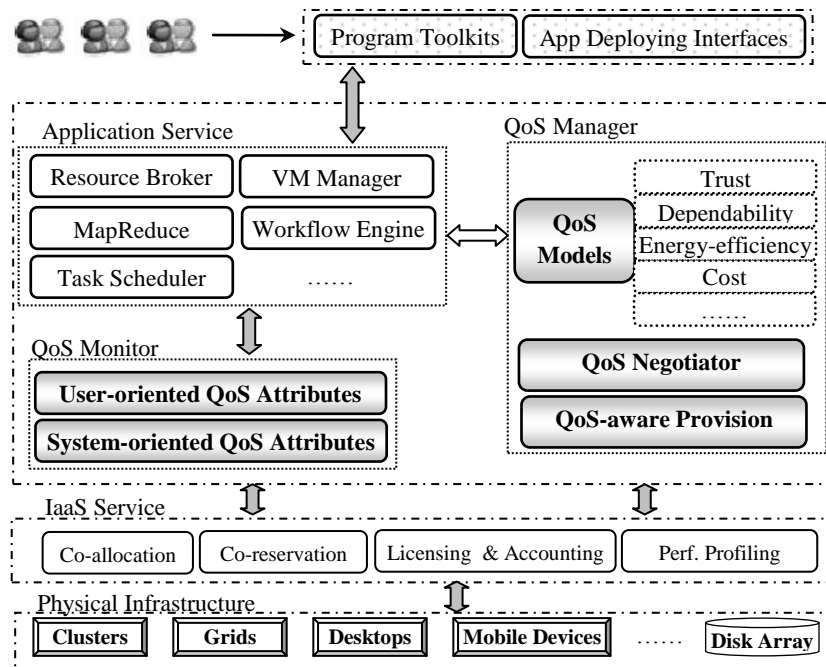 Program Toolkits
App Deploying Interfaces
Application Service
QoS Manager
Resource Broker
VM Manager
MapReduce
Workflow Engine
Task Scheduler
……
QoS Models
Trust
Dependability
Energy-efficiency
Cost
……
QoS Monitor
User-oriented QoS Attributes
System-oriented QoS Attributes
QoS Negotiator
QoS-aware Provision
IaaS Service
Co-allocation
Co-reservation
Licensing & Accounting
Perf. Profiling
Physical Infrastructure
Clusters
Grids
Desktops
Mobile Devices
……
Disk Array